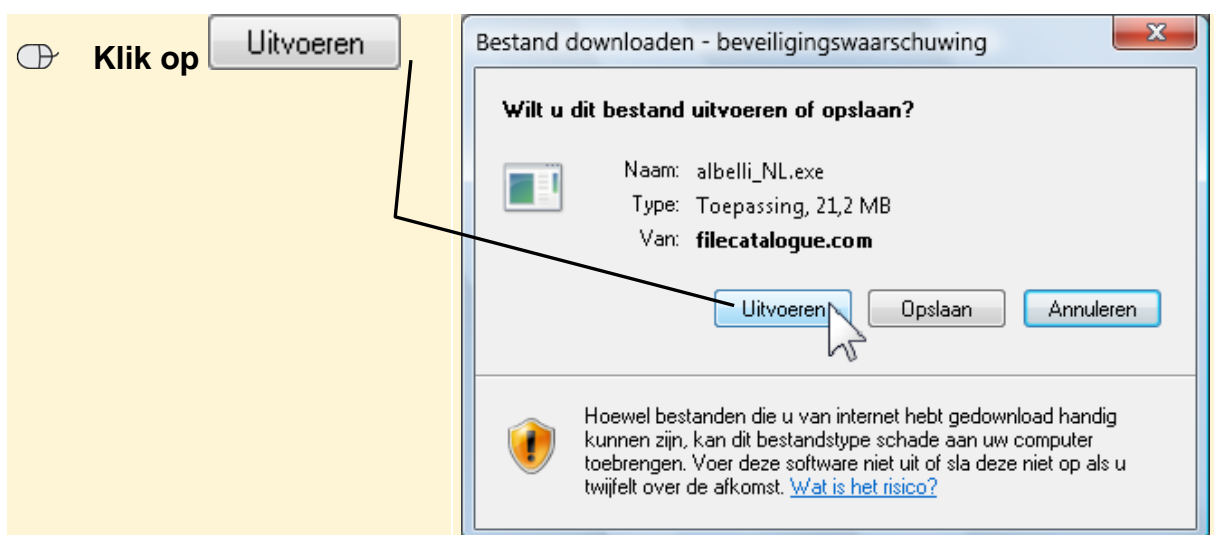 Klik op Uitvoeren
Bestand downloaden - beveiligingswaarschuwing
Wilt u dit bestand uitvoeren of opslaan?
Naam: albelli_NL.exe
Type: Toepassing, 21,2 MB
Van: filecatalogue.com
Uitvoeren Opslaan Annuleren
Hoewel bestanden die u van internet hebt gedownload handig
kunnen zijn, kan dit bestandstype schade aan uw computer
toebrengen. Voer deze software niet uit of sla deze niet op als u
twijfelt over de afkomst. Wat is het risico?